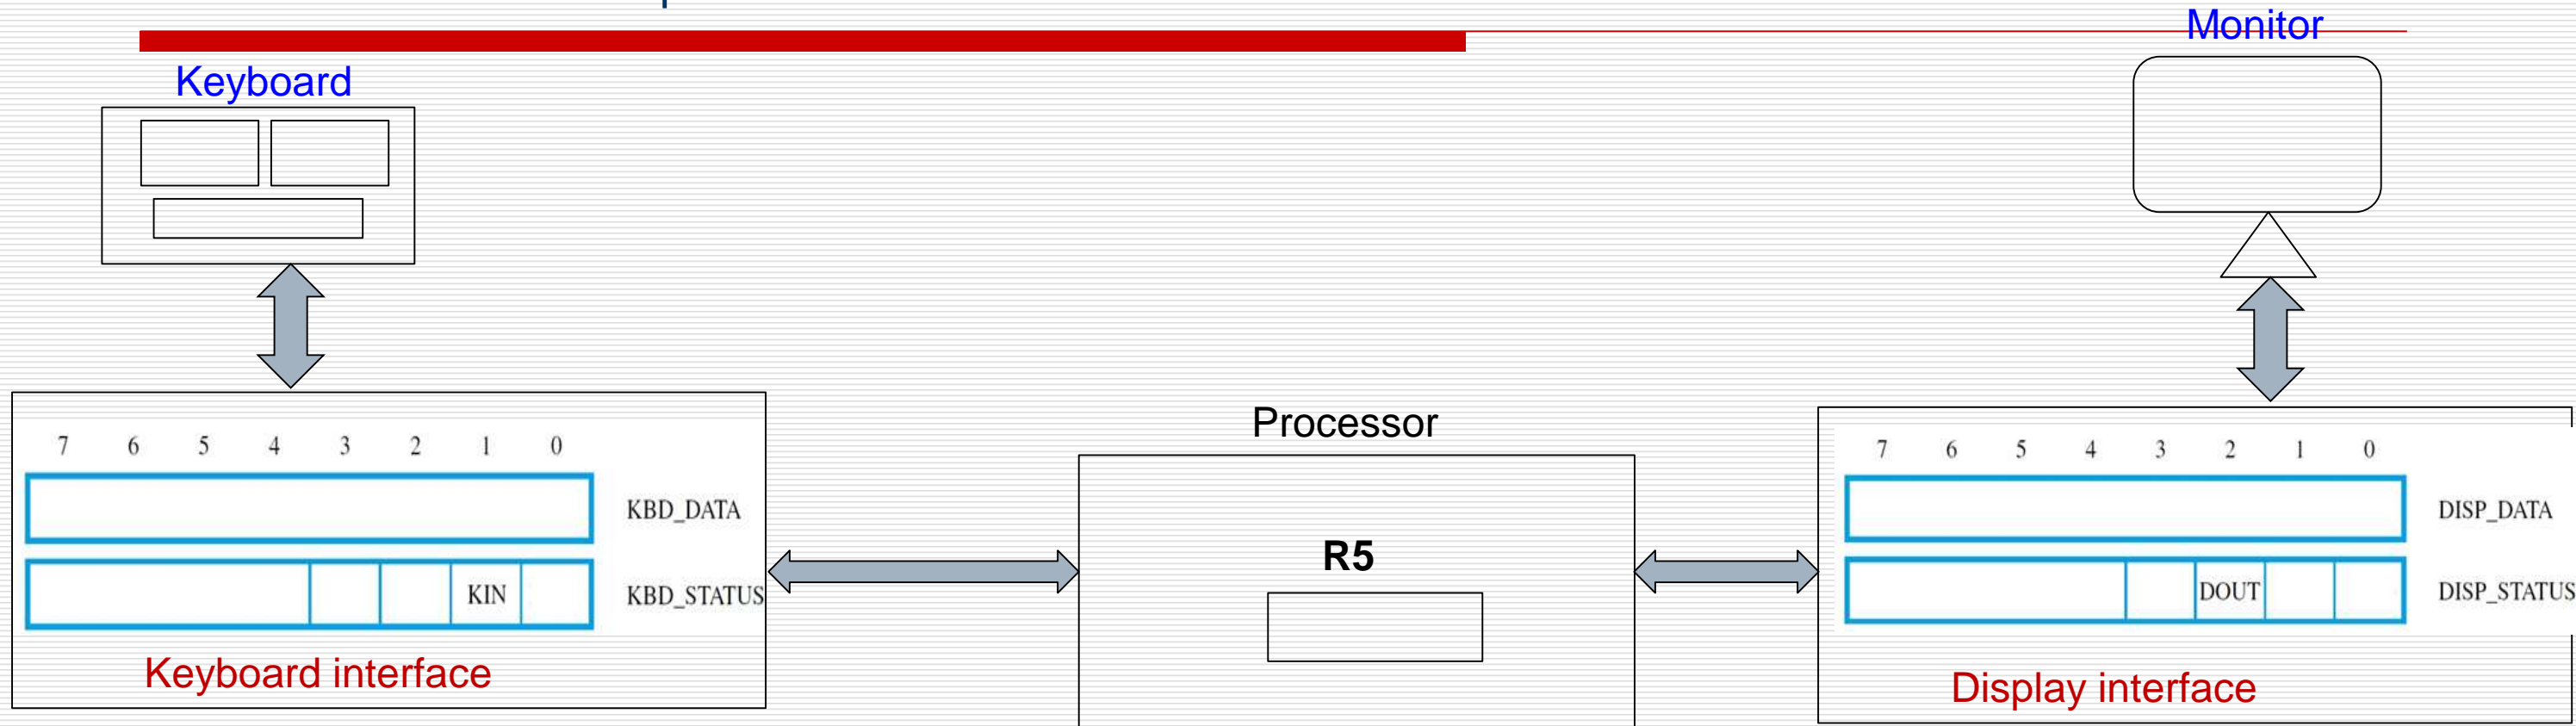 Monitor
Keyboard
Processor
7 6 5 4 3 2 1 0
KBD_DATA
KIN
KBD_STATUS
Keyboard interface
R5
7 6 5 4 3 2 1 0
DISP_DATA
DOUT
DISP_STATUS
Display interface